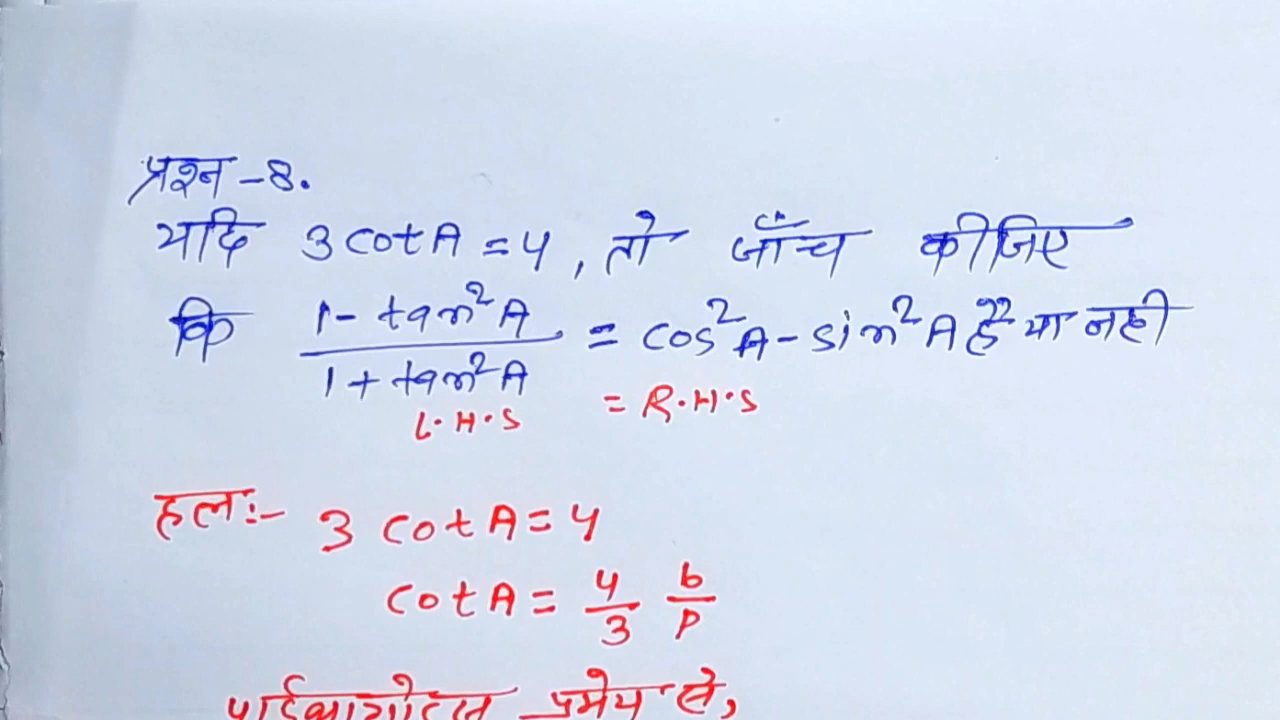 प्रश्न -8.
यदि 3 cot A = 4, तो जाँच कीजिए
कि (1 - tan²A)/(1 + tan²A) = cos²A - sin²A है या नही
L.H.S = R.H.S
हल:- 3 cot A = 4
cot A = 4/3 b/p
पाईथागोरस प्रमेय से,